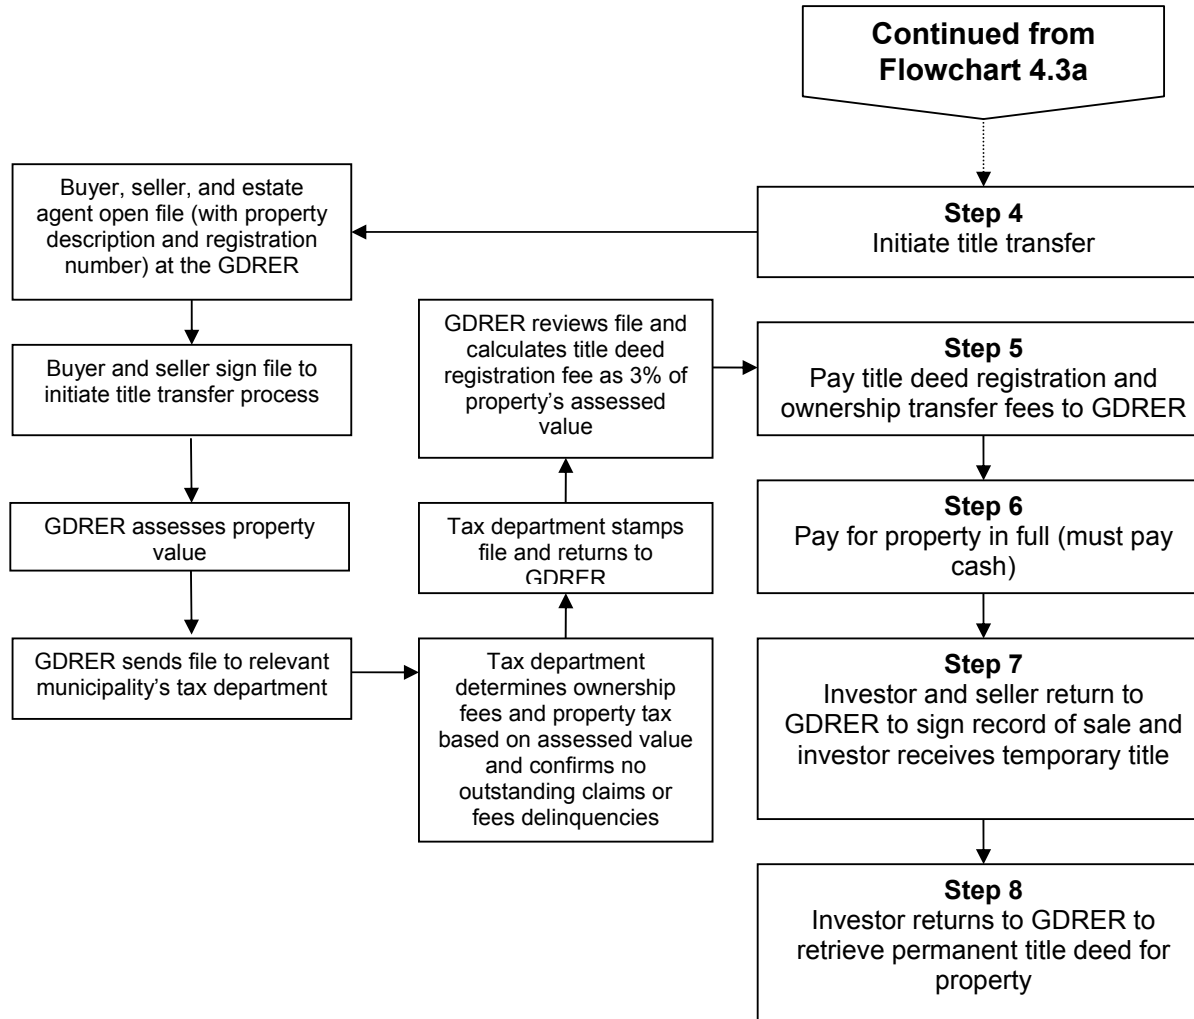 Continued from
Flowchart 4.3a
Step 4
Initiate title transfer
Buyer, seller, and estate
agent open file (with property
description and registration
number) at the GDRER
Buyer and seller sign file to
initiate title transfer process
GDRER assesses property
value
GDRER sends file to relevant
municipality's tax department
Tax department
determines ownership
fees and property tax
based on assessed value
and confirms no
outstanding claims or
fees delinquencies
Tax department stamps
file and returns to
GDRER
GDRER reviews file and
calculates title deed
registration fee as 3% of
property's assessed
value
Step 5
Pay title deed registration and
ownership transfer fees to GDRER
Step 6
Pay for property in full (must pay
cash)
Step 7
Investor and seller return to
GDRER to sign record of sale and
investor receives temporary title
Step 8
Investor returns to GDRER to
retrieve permanent title deed for
property